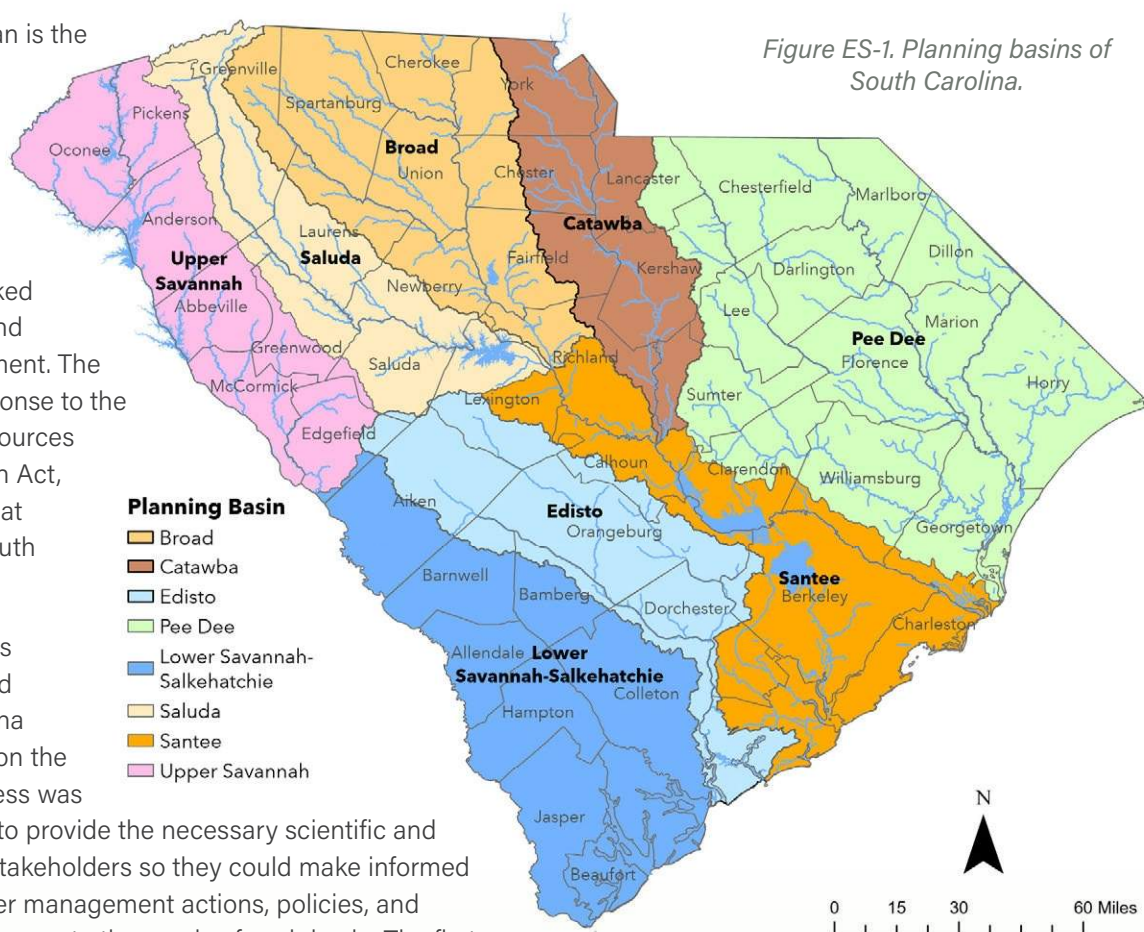 an is the
Figure ES-1. Planning basins of
South Carolina.
ked
nd
ment. The
onse to the
ources
n Act,
at
uth
s
d
na
on the
ess was
to provide the necessary scientific and
stakeholders so they could make informed
er management actions, policies, and
Greenville
Cherokee
York
Spartanburg
Pickens
Oconee
Broad
Union
Chester
Lancaster
Chesterfield
Marlboro
Anderson
Laurens
Catawba
Upper
Savannah
Saluda
Fairfield
Kershaw
Darlington
Dillon
Abbeville
Newberry
Lee
Marion
Greenwood
Saluda
Richland
Pee Dee
Florence
McCormick
Lexington
Sumter
Horry
Edgefield
Calhoun
Clarendon
Williamsburg
Aiken
Edisto
Orangeburg
Georgetown
Barnwell
Bamberg
Dorchester
Santee
Berkeley
Charleston
Allendale
Lower
Savannah-Salkehatchie
Colleton
Hampton
Jasper
Beaufort
Planning Basin
Broad
Catawba
Edisto
Pee Dee
Lower Savannah-
Salkehatchie
Saluda
Santee
Upper Savannah
N
0 15 30 60 Miles